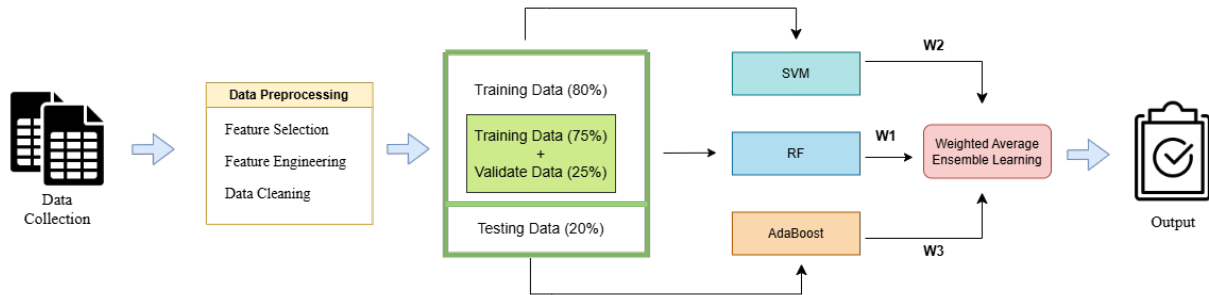 Data
Collection
Data Preprocessing
Feature Selection
Feature Engineering
Data Cleaning
Training Data (80%)
Training Data (75%)
+
Validate Data (25%)
Testing Data (20%)
SVM
RF
AdaBoost
W2
W1
W3
Weighted Average
Ensemble Learning
Output